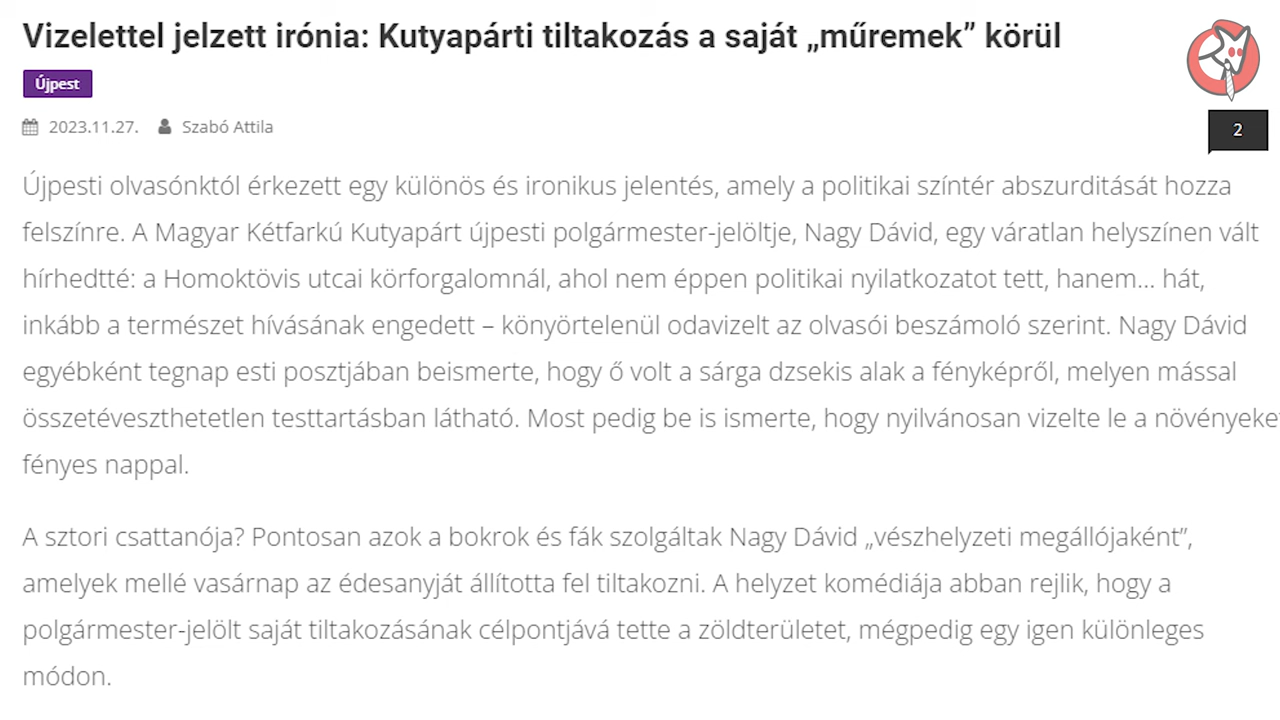 Vizelettel jelzett irónia: Kutyapárti tiltakozás a saját „műremek” körül
Újpest
2023.11.27. Szabó Attila
2
Újpesti olvasónktól érkezett egy különös és ironikus jelentés, amely a politikai színtér abszurditását hozza
felszínre. A Magyar Kétfarkú Kutyapárt újpesti polgármester-jelöltje, Nagy Dávid, egy váratlan helyszínen vált
hírhedtté: a Homoktövis utcai körforgalomnál, ahol nem éppen politikai nyilatkozatot tett, hanem… hát,
inkább a természet hívásának engedett – könyörtelenül odavizelt az olvasói beszámoló szerint. Nagy Dávid
egyébként tegnap esti posztjában beismerte, hogy ő volt a sárga dzsekis alak a fényképről, melyen mással
összetéveszthetetlen testtartásban látható. Most pedig be is ismerte, hogy nyilvánosan vizelte le a növényeke
fényes nappal.
A sztori csattanója? Pontosan azok a bokrok és fák szolgáltak Nagy Dávid „vészhelyzeti megállójaként”,
amelyek mellé vasárnap az édesanyját állította fel tiltakozni. A helyzet komédiája abban rejlik, hogy a
polgármester-jelölt saját tiltakozásának célpontjává tette a zöldterületet, mégpedig egy igen különleges
módon.